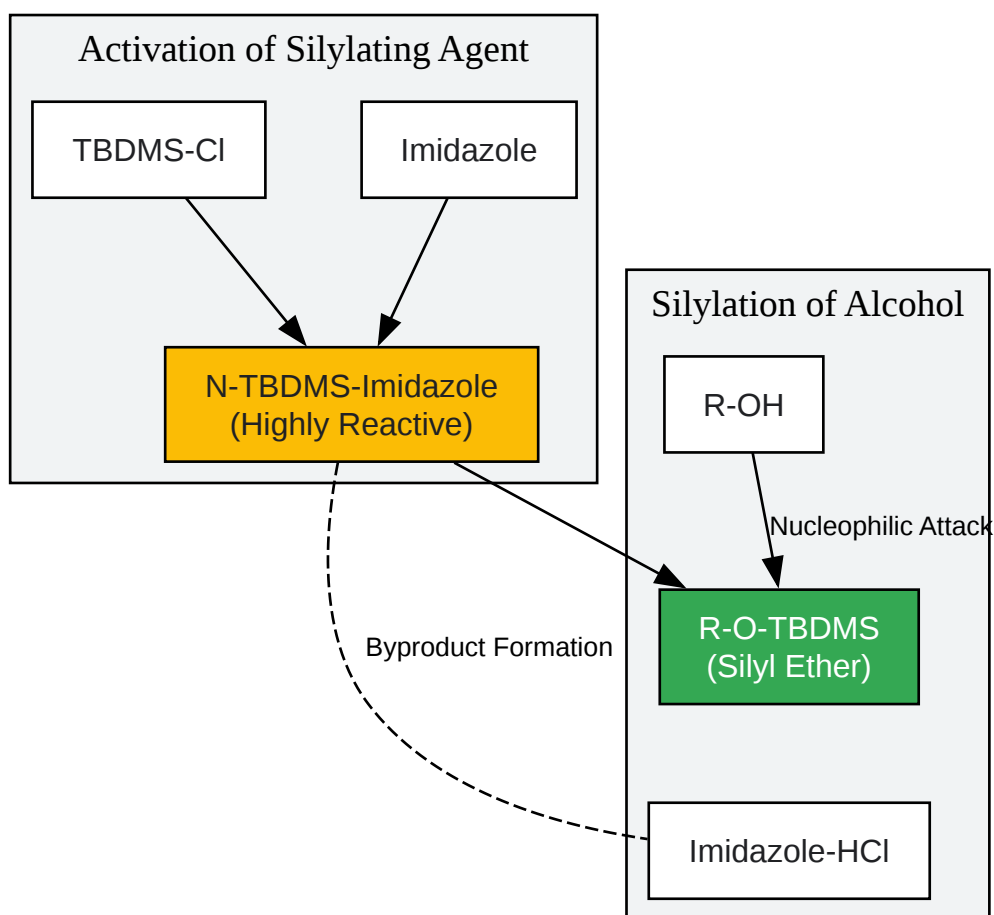 Activation of Silylating Agent
TBDMS-Cl
Imidazole
N-TBDMS-Imidazole
(Highly Reactive)
Silylation of Alcohol
R-OH
Nucleophilic Attack
R-O-TBDMS
(Silyl Ether)
Byproduct Formation
Imidazole-HCl